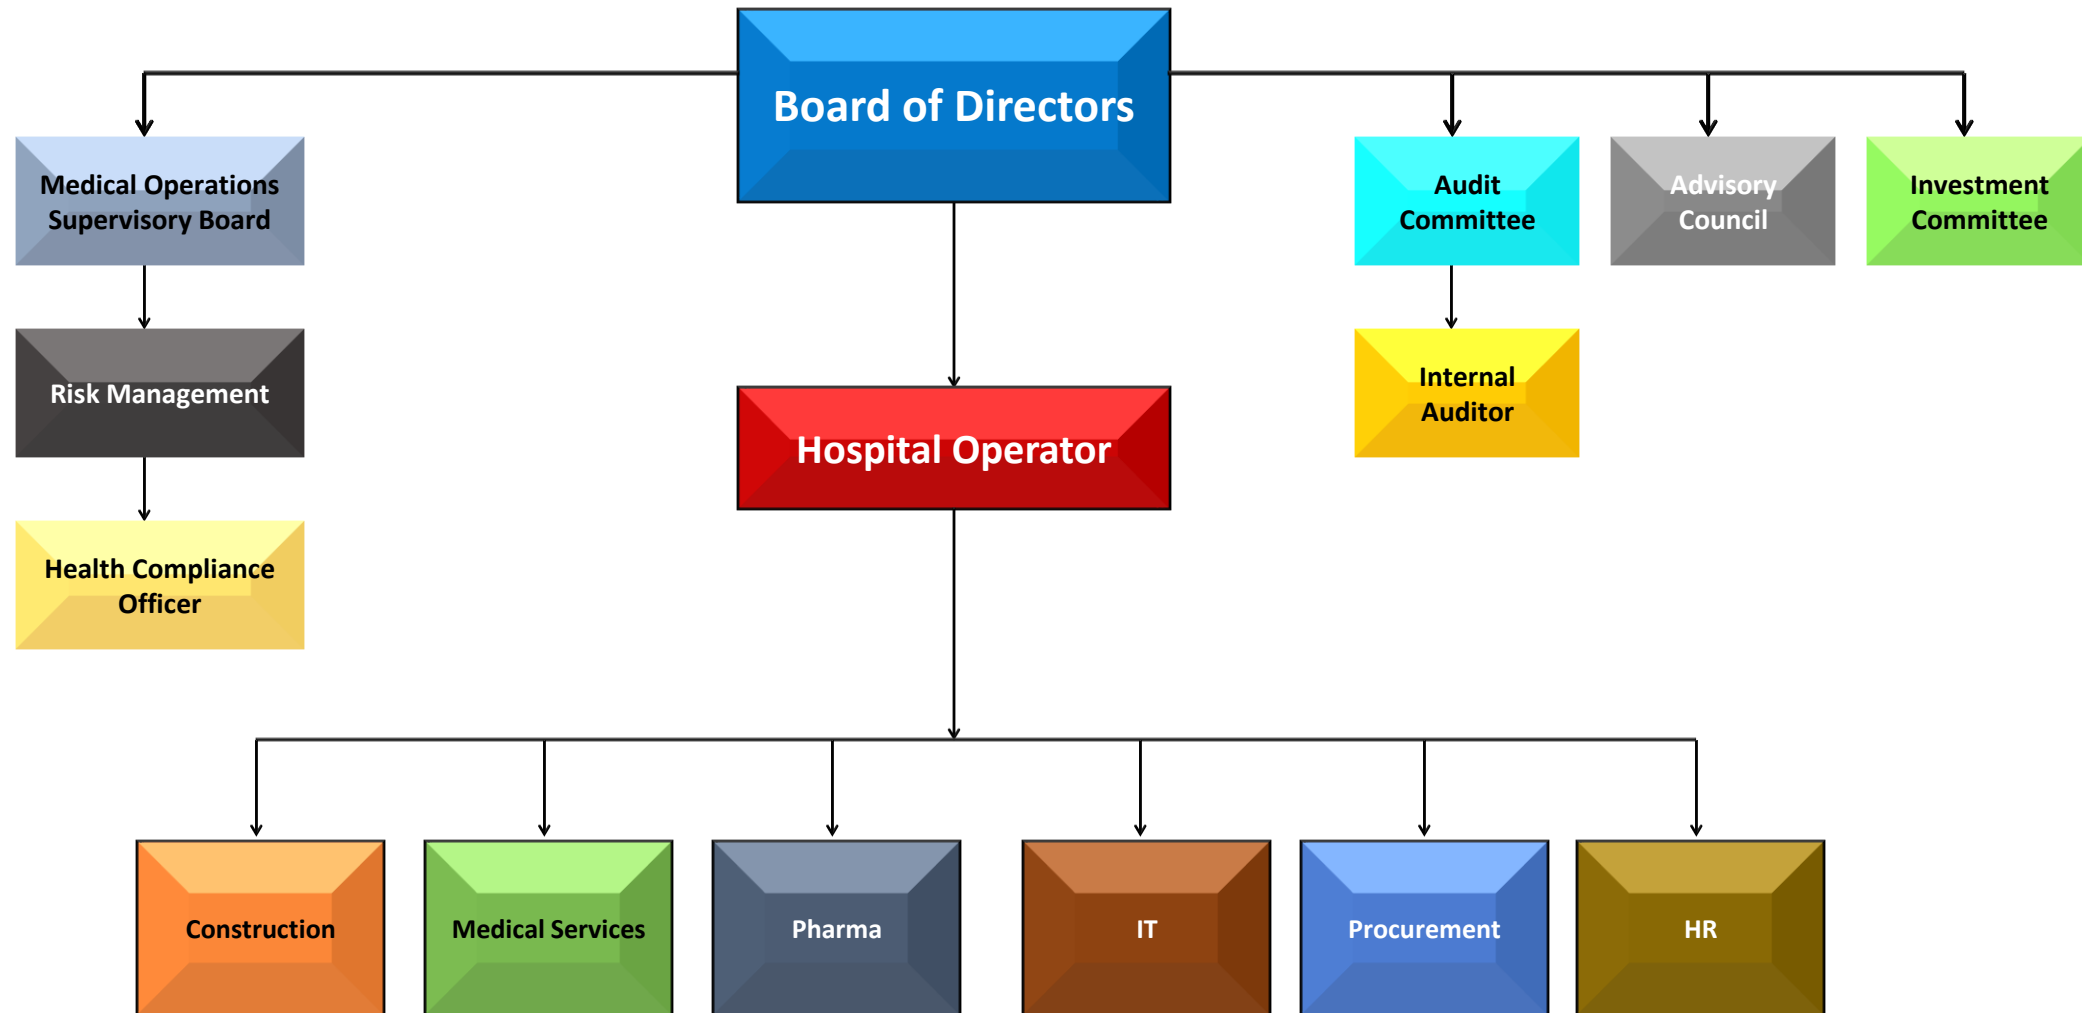 Board of Directors
Medical Operations
Supervisory Board
Audit
Committee
Advisory
Council
Investment
Committee
Risk Management
Internal
Auditor
Hospital Operator
Health Compliance
Officer
Construction
Medical Services
Pharma
IT
Procurement
HR